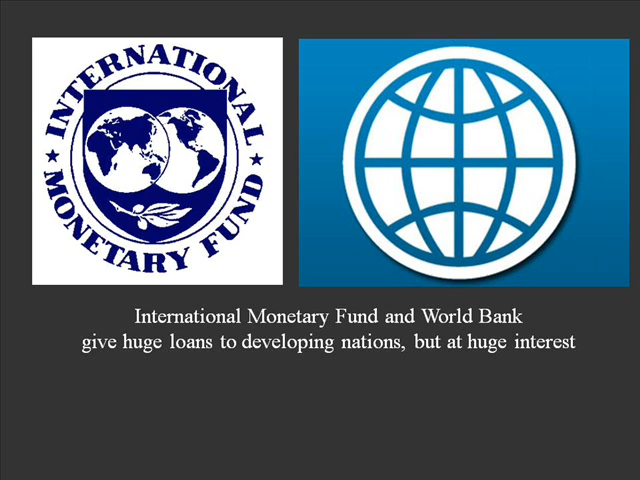 INTERNATIONAL
MONETARY FUND
International Monetary Fund and World Bank
give huge loans to developing nations, but at huge interest